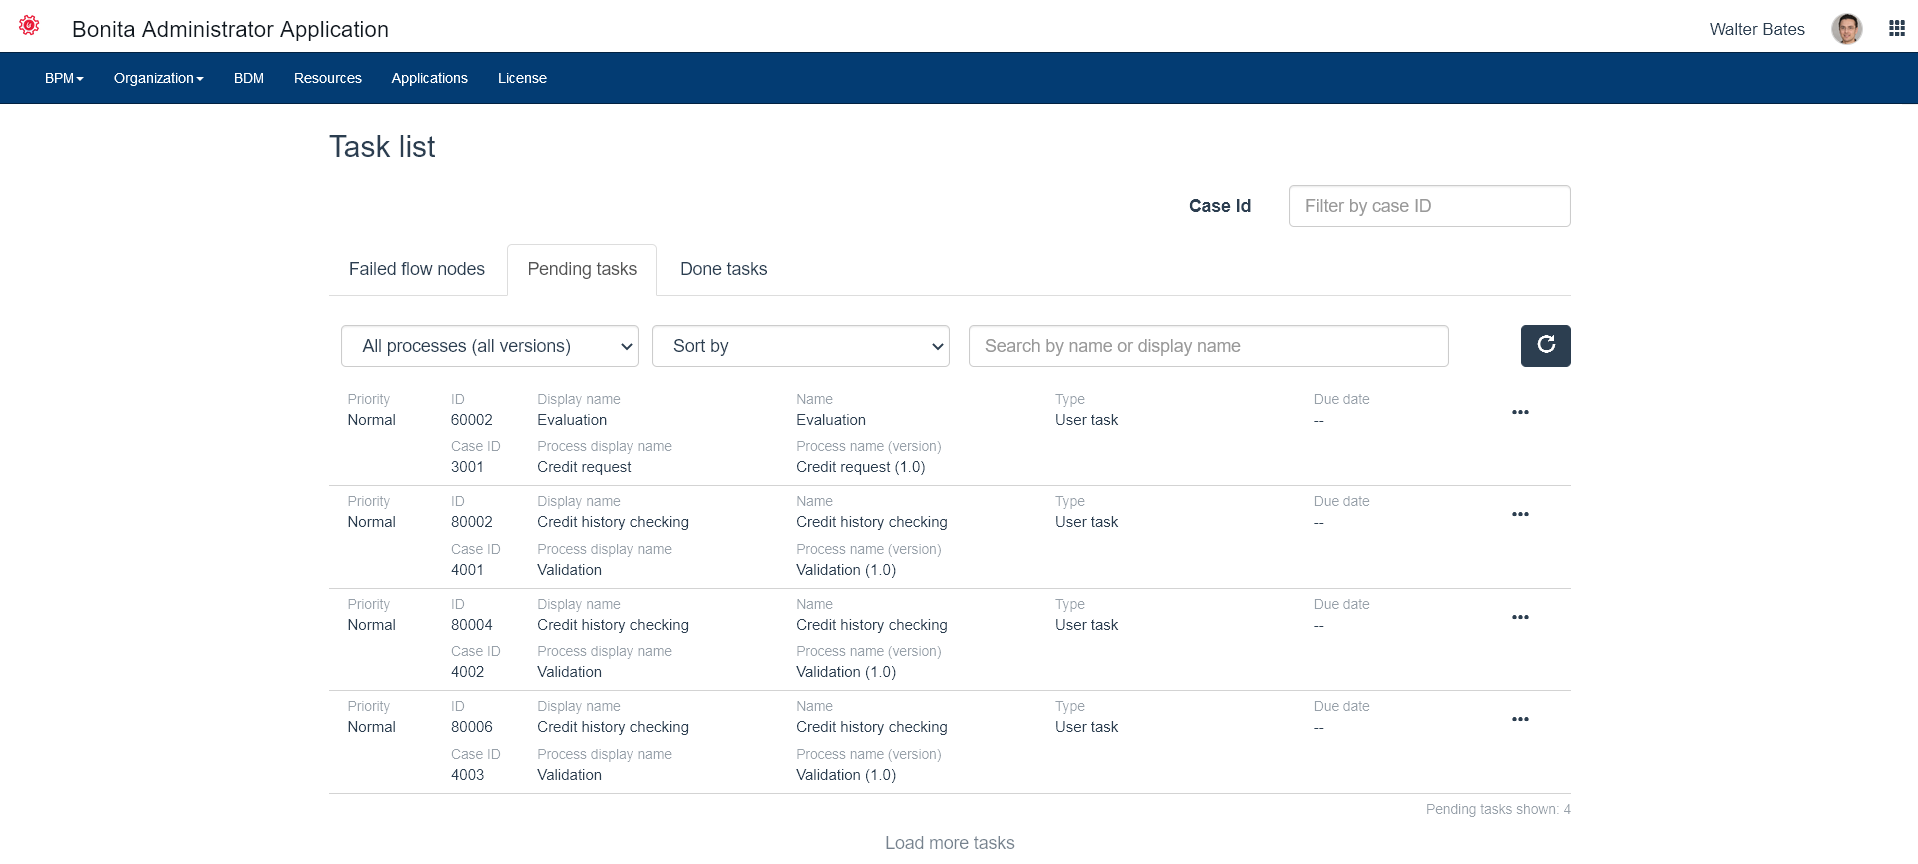 Bonita Administrator Application
Walter Bates
BPM Organization BDM Resources Applications License
Task list
Case Id Filter by case ID
Failed flow nodes Pending tasks Done tasks
All processes (all versions) Sort by Search by name or display name
Priority ID Display name Name Type Due date
Normal 60002 Evaluation Evaluation User task --
Case ID Process display name Process name (version)
3001 Credit request Credit request (1.0)
Priority ID Display name Name Type Due date
Normal 80002 Credit history checking Credit history checking User task --
Case ID Process display name Process name (version)
4001 Validation Validation (1.0)
Priority ID Display name Name Type Due date
Normal 80004 Credit history checking Credit history checking User task --
Case ID Process display name Process name (version)
4002 Validation Validation (1.0)
Priority ID Display name Name Type Due date
Normal 80006 Credit history checking Credit history checking User task --
Case ID Process display name Process name (version)
4003 Validation Validation (1.0)
Pending tasks shown: 4
Load more tasks